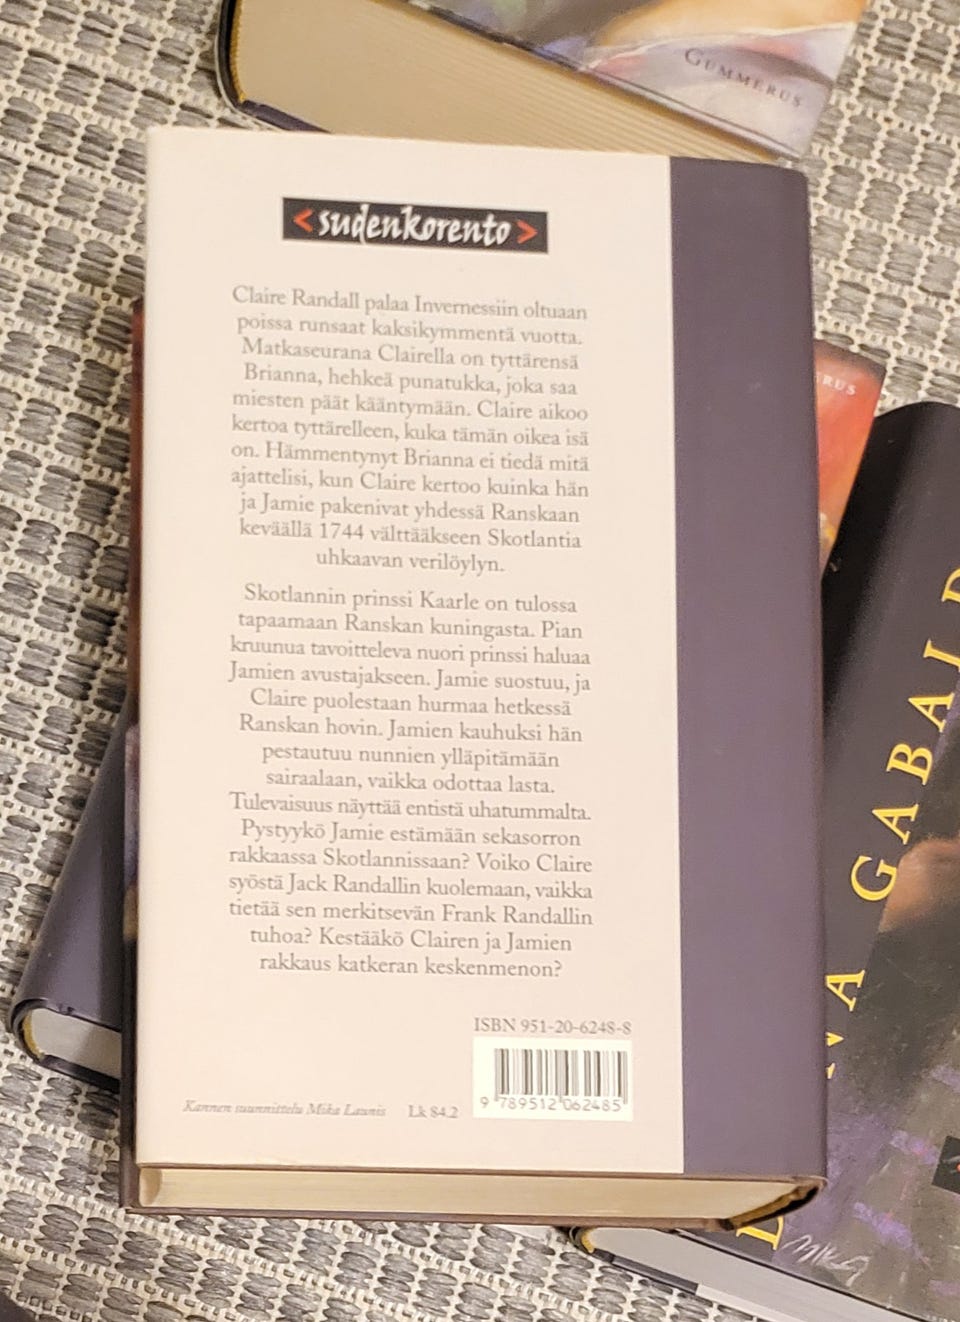 GUMMERUS
<sudenkorento>
Claire Randall palaa Invernessiin oltuaan
poissa runsaat kaksikymmentä vuotta.
Matkaseurana Clairella on tyttärensä
Brianna, hehkeä punatukka, joka saa
miesten päät kääntymään. Claire aikoo
kertoa tyttärelleen, kuka tämän oikea isä
on. Hämmentynyt Brianna ei tiedä mitä
ajattelisi, kun Claire kertoo kuinka hän
ja Jamie pakenivat yhdessä Ranskaan
keväällä 1744 välttääkseen Skotlantia
uhkaavan verilöylyn.
Skotlannin prinssi Kaarle on tulossa
tapaamaan Ranskan kuningasta. Pian
kruunua tavoitteleva nuori prinssi haluaa
Jamien avustajakseen. Jamie suostuu, ja
Claire puolestaan hurmaa hetkessä
Ranskan hovin. Jamien kauhuksi hän
pestautuu nunnien ylläpitämään
sairaalaan, vaikka odottaa lasta.
Tulevaisuus näyttää entistä uhatummalta.
Pystyykö Jamie estämään sekasorron
rakkaassa Skotlannissaan? Voiko Claire
syöstä Jack Randallin kuolemaan, vaikka
tietää sen merkitsevän Frank Randallin
tuhoa? Kestääkö Clairen ja Jamien
rakkaus katkeran keskenmenon?
ISBN 951-20-6248-8
9 789512 062485
Kannen suunnittelu Mika Launis Lk 84.2
ERUS
NA GABALD